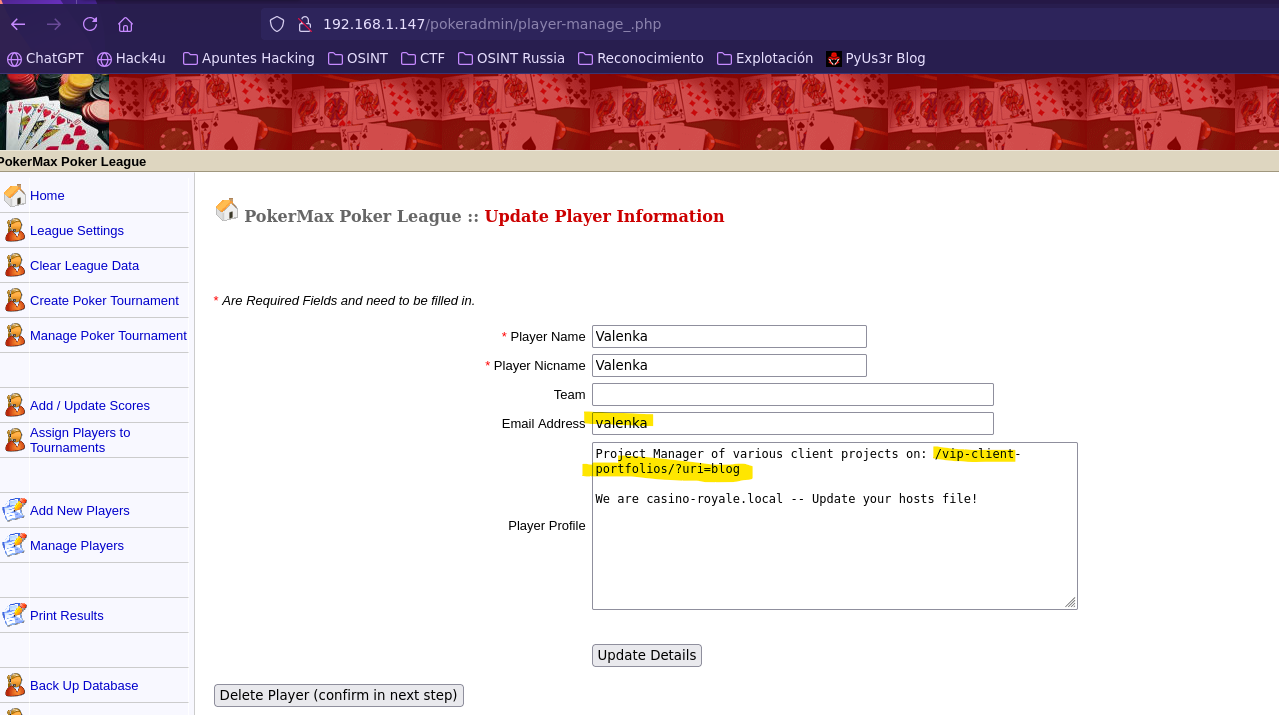 192.168.1.147/pokeradmin/player-manage_.php
ChatGPT Hack4u Apuntes Hacking OSINT CTF OSINT Russia Reconocimiento Explotación PyUs3r Blog
PokerMax Poker League
Home
League Settings
Clear League Data
Create Poker Tournament
Manage Poker Tournament
Add / Update Scores
Assign Players to
Tournaments
Add New Players
Manage Players
Print Results
Back Up Database
PokerMax Poker League :: Update Player Information
* Are Required Fields and need to be filled in.
* Player Name Valenka
* Player Nicname Valenka
Team
Email Address valenka
Player Profile
Project Manager of various client projects on: /vip-client-
portfolios/?uri=blog
We are casino-royale.local -- Update your hosts file!
Update Details
Delete Player (confirm in next step)